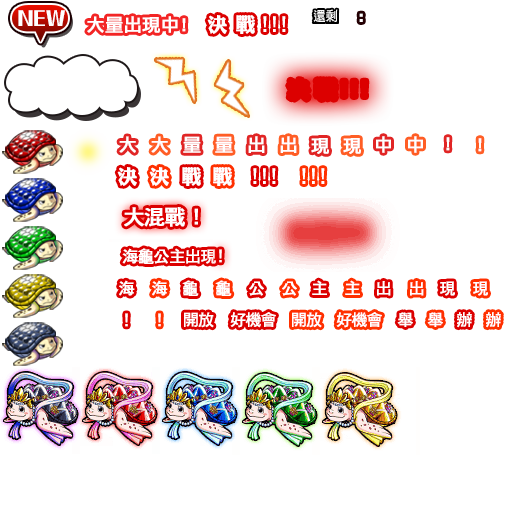 NEW
大量出現中! 決戰!!! 還剩 8
決戰!!!
大大量量出出現現中中!!
決決戰戰!!! !!!
大混戰!
海龜公主出現!
海海龜龜公公主主出出現現
!! 開放 好機會 開放 好機會 舉舉辦辦